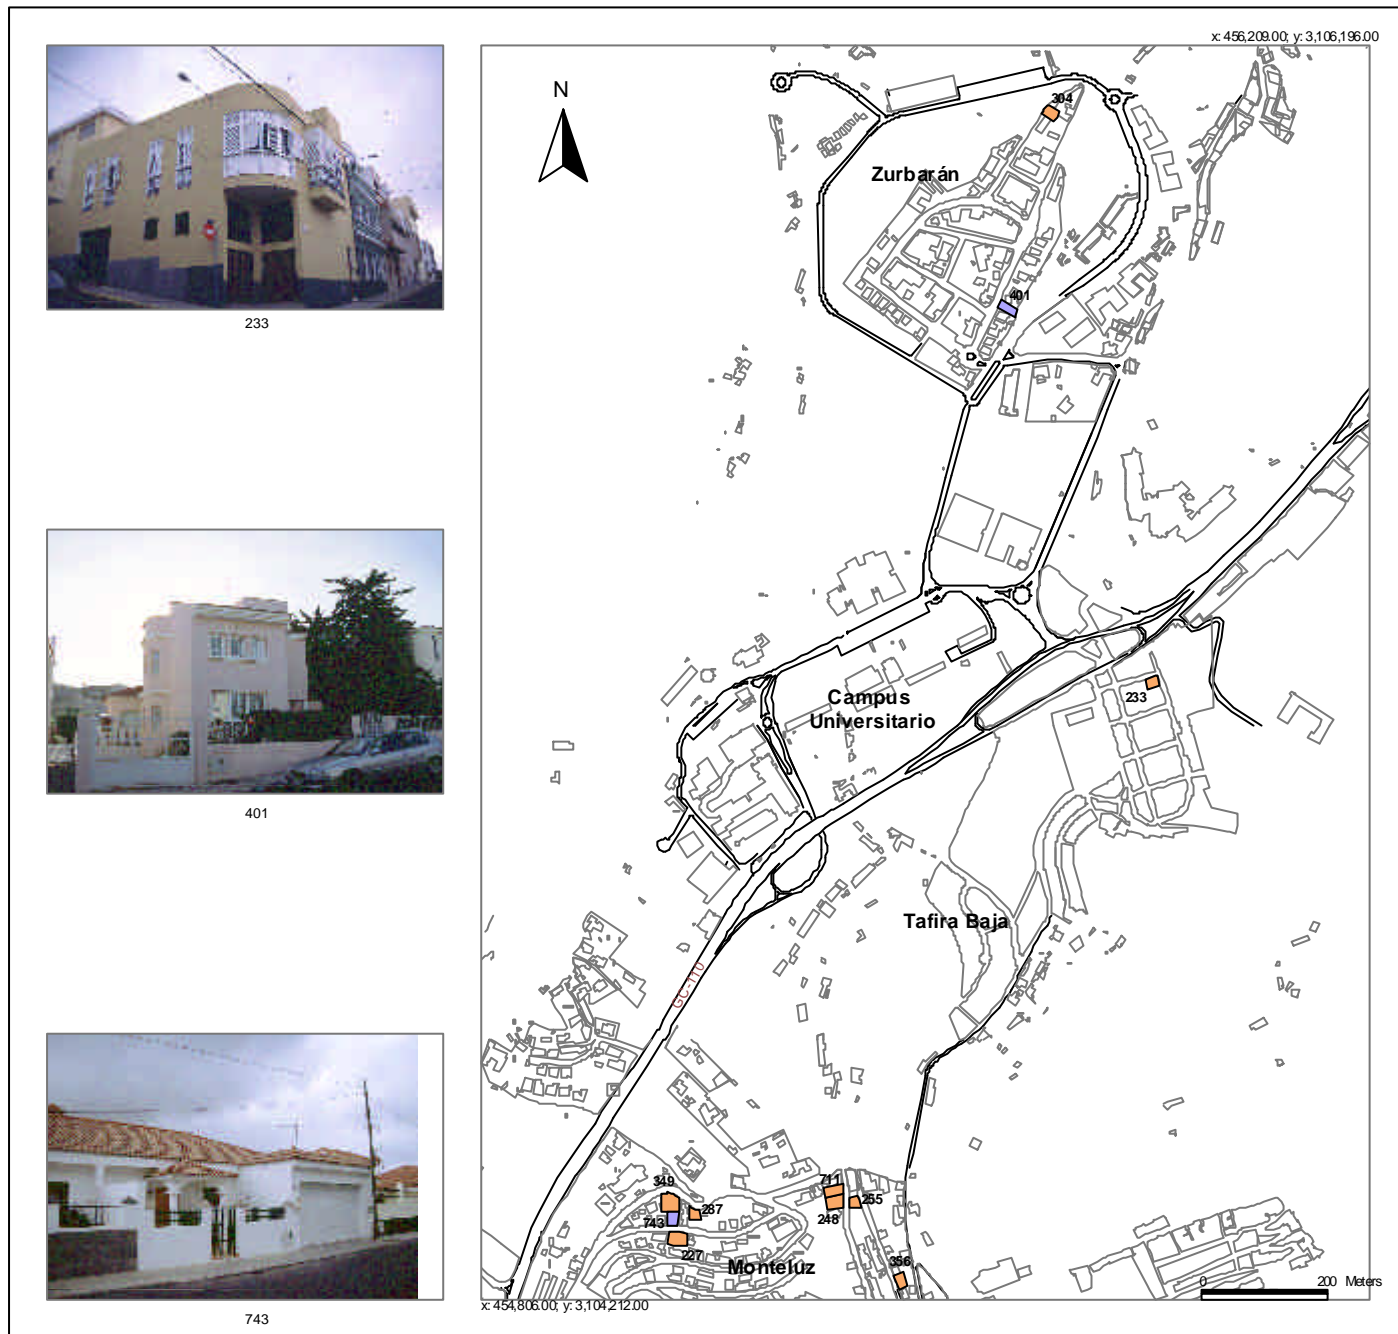 x: 456,209.00; y: 3,106,196.00
N
304
Zurbarán
233
401
401
Campus
Universitario
233
Tafira Baja
GC-110
349
711
287
255
743
248
227
Monteluz
356
0 200 Meters
x: 454,806.00; y: 3,104,212.00
743